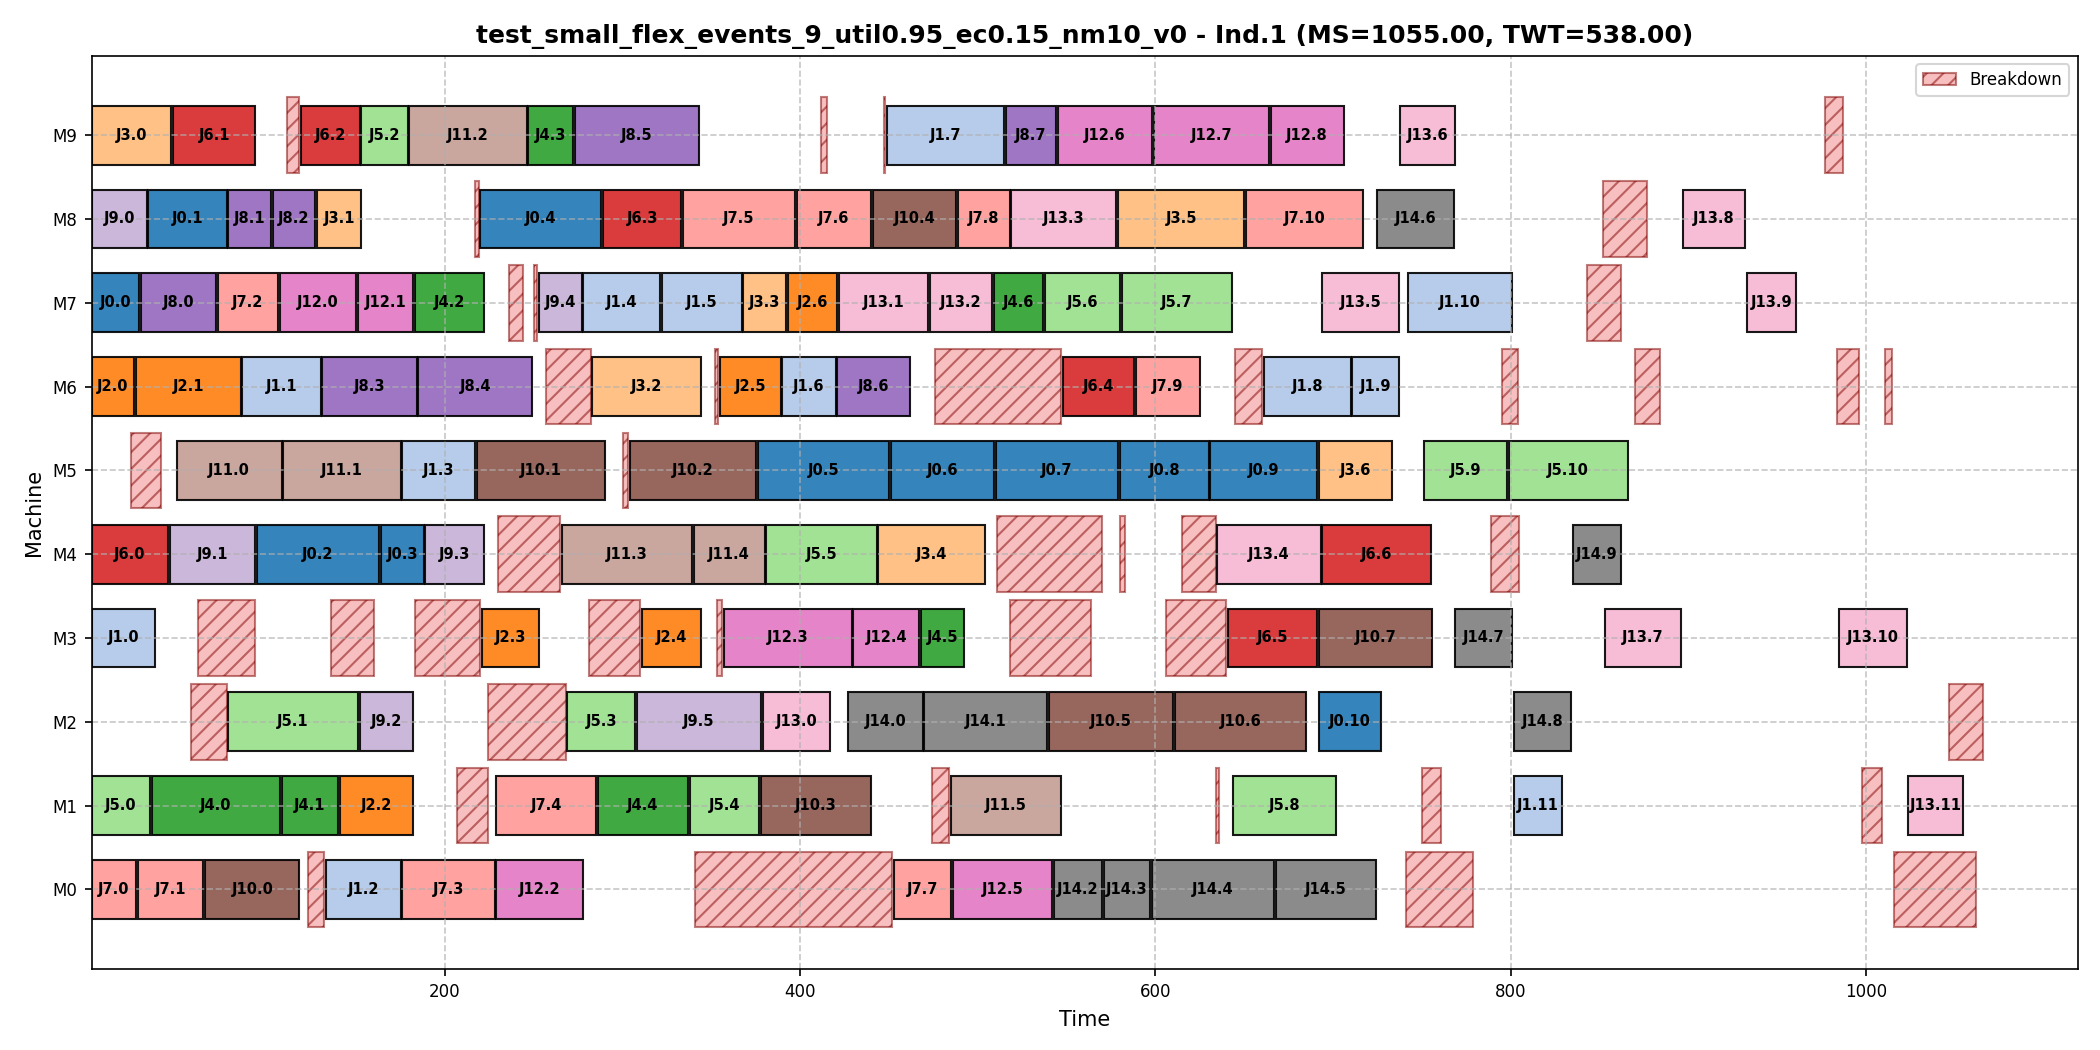 test_small_flex_events_9_util0.95_ec0.15_nm10_v0 - Ind.1 (MS=1055.00, TWT=538.00)
Breakdown
M9 J3.0 J6.1 J6.2 J5.2 J11.2 J4.3 J8.5 J1.7 J8.7 J12.6 J12.7 J12.8 J13.6
M8 J9.0 J0.1 J8.1 J8.2 J3.1 J0.4 J6.3 J7.5 J7.6 J10.4 J7.8 J13.3 J3.5 J7.10 J14.6 J13.8
M7 J0.0 J8.0 J7.2 J12.0 J12.1 J4.2 J9.4 J1.4 J1.5 J3.3 J2.6 J13.1 J13.2 J4.6 J5.6 J5.7 J13.5 J1.10 J13.9
M6 J2.0 J2.1 J1.1 J8.3 J8.4 J3.2 J2.5 J1.6 J8.6 J6.4 J7.9 J1.8 J1.9
M5 J11.0 J11.1 J1.3 J10.1 J10.2 J0.5 J0.6 J0.7 J0.8 J0.9 J3.6 J5.9 J5.10
M4 J6.0 J9.1 J0.2 J0.3 J9.3 J11.3 J11.4 J5.5 J3.4 J13.4 J6.6 J14.9
M3 J1.0 J2.3 J2.4 J12.3 J12.4 J4.5 J6.5 J10.7 J14.7 J13.7 J13.10
M2 J5.1 J9.2 J5.3 J9.5 J13.0 J14.0 J14.1 J10.5 J10.6 J0.10 J14.8
M1 J5.0 J4.0 J4.1 J2.2 J7.4 J4.4 J5.4 J10.3 J11.5 J5.8 J1.11 J13.11
M0 J7.0 J7.1 J10.0 J1.2 J7.3 J12.2 J7.7 J12.5 J14.2 J14.3 J14.4 J14.5
Machine
200 400 600 800 1000
Time